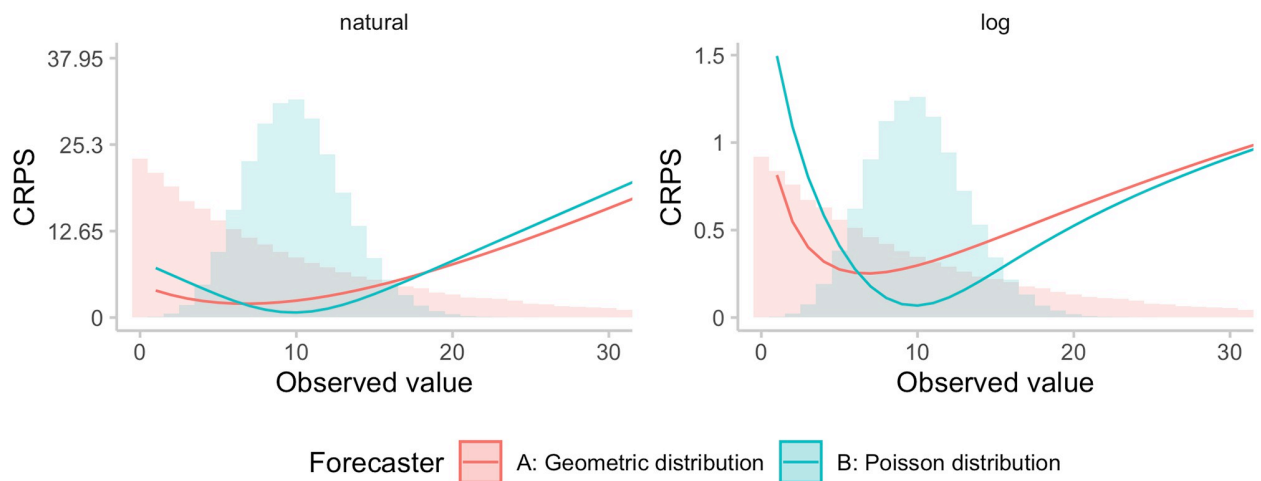 natural
log
CRPS
37.95
25.3
12.65
0
0 10 20 30
Observed value
CRPS
1.5
1
0.5
0
0 10 20 30
Observed value
Forecaster A: Geometric distribution B: Poisson distribution